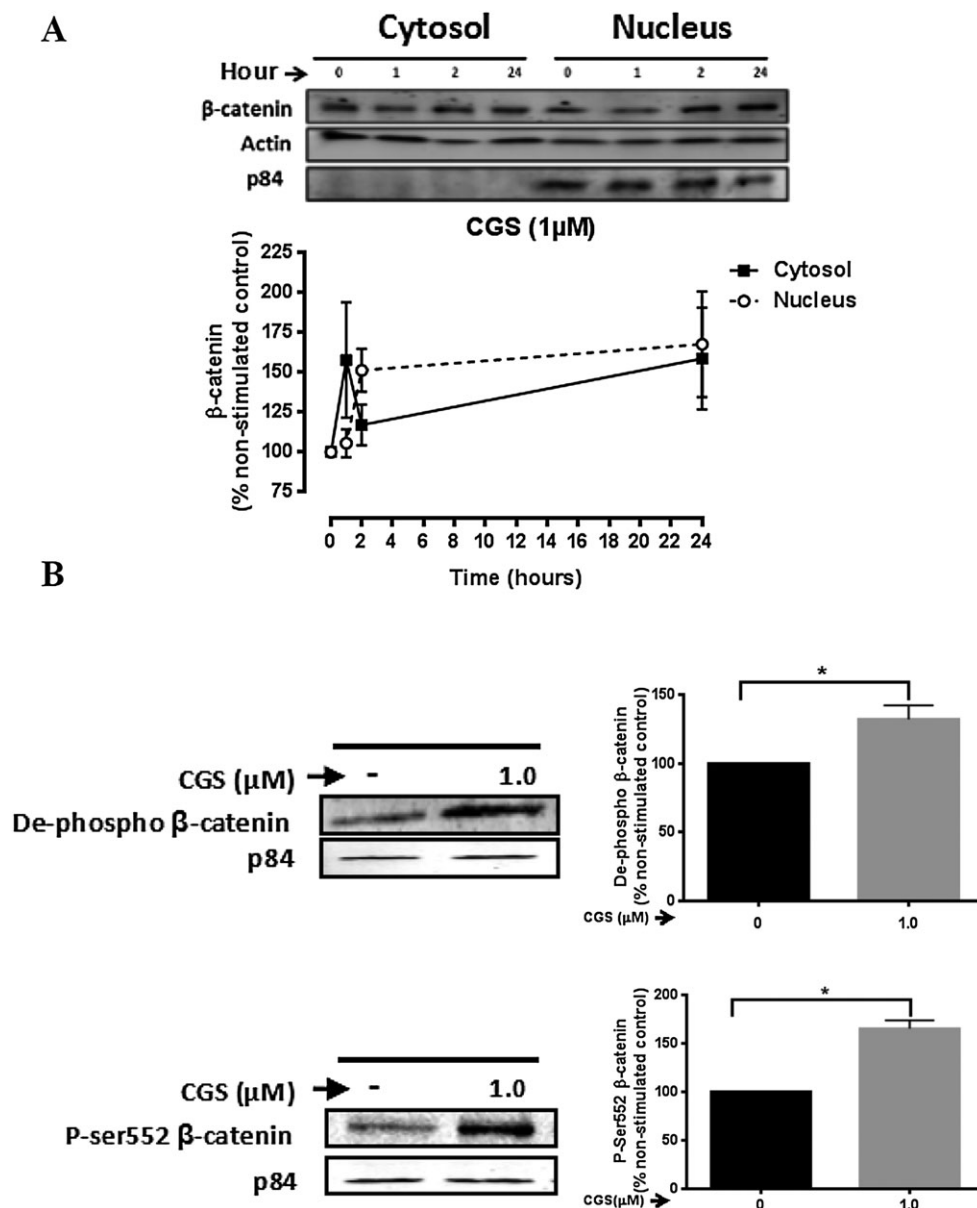 A
Cytosol Nucleus
Hour 0 1 2 24 0 1 2 24
β-catenin
Actin
p84
CGS (1µM)
β-catenin
(% non-stimulated control)
225
200
175
150
125
100
75
Cytosol
Nucleus
0 2 4 6 8 10 12 14 16 18 20 22 24
Time (hours)
B
CGS (µM) - 1.0
De-phospho β-catenin
p84
De-phospho β-catenin
(% non-stimulated control)
150
100
50
0
*
CGS (µM) 0 1.0
CGS (µM) - 1.0
P-ser552 β-catenin
p84
P-Ser552 β-catenin
(% non-stimulated control)
200
150
100
50
0
*
CGS(µM) 0 1.0